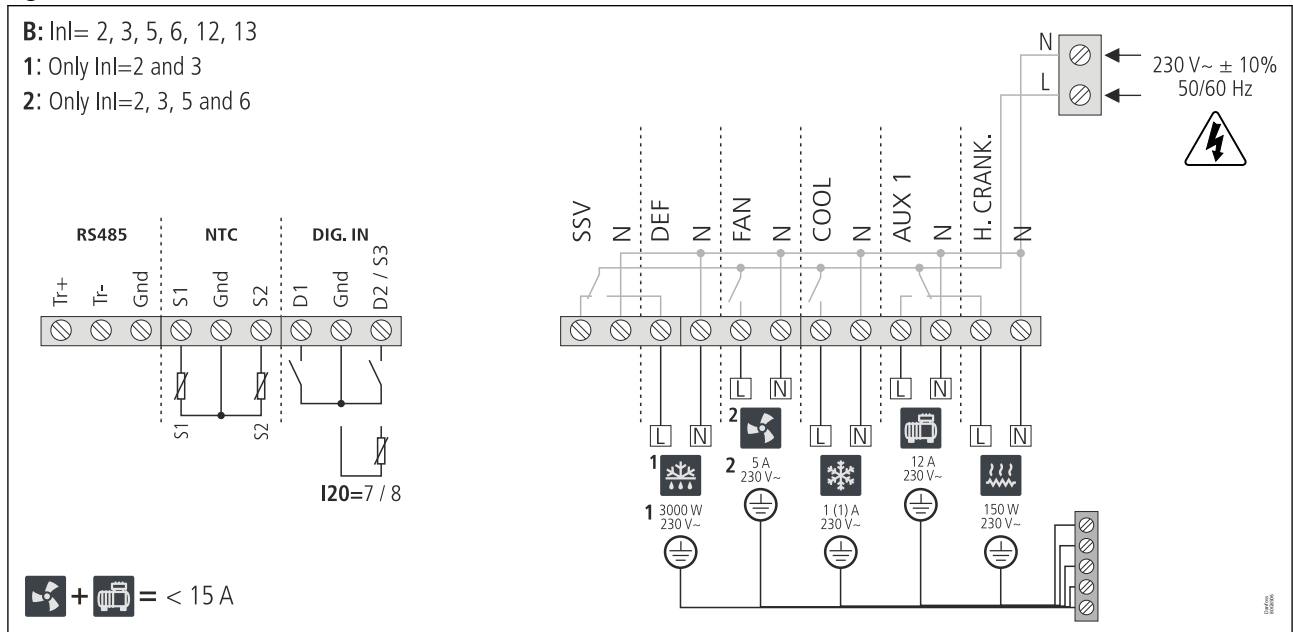 B: InI= 2, 3, 5, 6, 12, 13
1: Only InI=2 and 3
2: Only InI=2, 3, 5 and 6
N
L
230 V~ ± 10%
50/60 Hz
RS485 NTC DIG. IN
Tr+ Tr- Gnd S1 Gnd S2 D1 Gnd D2 / S3
SSV N DEF N FAN N COOL N AUX 1 N H. CRANK. N
S1 S2
I20=7 / 8
L N L N
2
L N L N L N
1
2 5 A
230 V~
12 A
230 V~
1 3000 W
230 V~
1 (1) A
230 V~
150 W
230 V~
+ = < 15 A
Danfoss